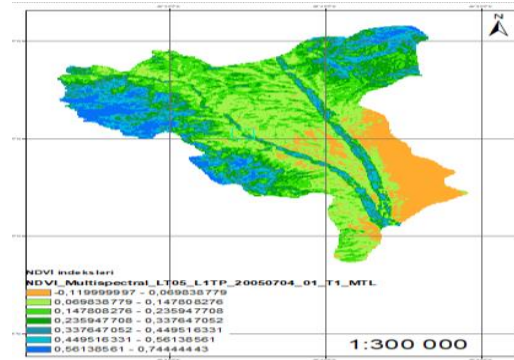 N
NDVI indeksləri
NDVI_Multispectral_LT05_L1TP_20050704_01_T1_MTL
-0,119999997 - 0,069838779
0,069838779 - 0,147808276
0,147808276 - 0,235947708
0,235947708 - 0,337647052
0,337647052 - 0,449516331
0,449516331 - 0,56138561
0,56138561 - 0,74444443
1:300 000